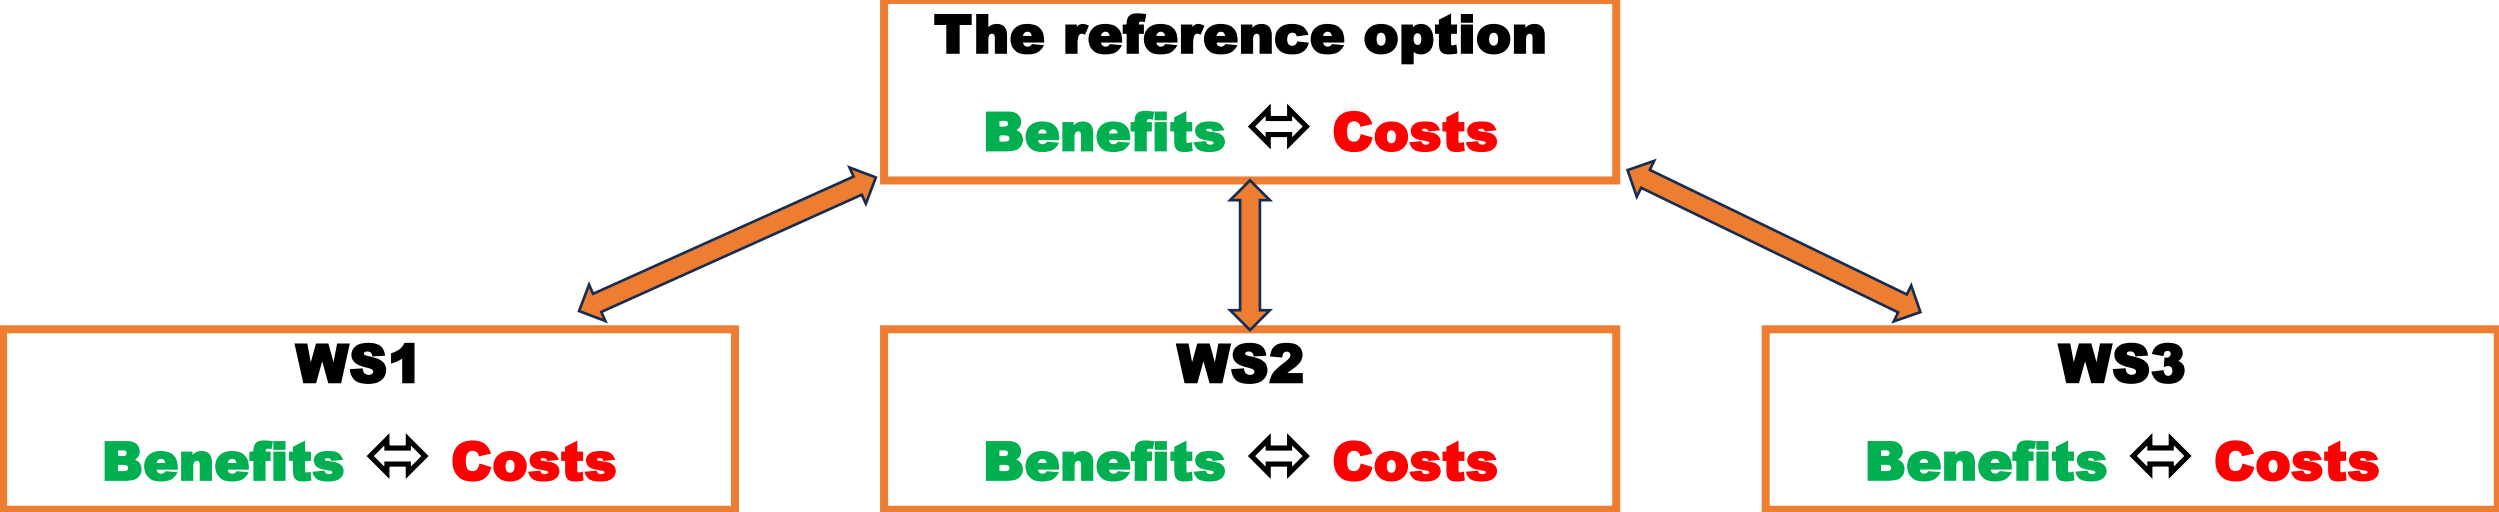 The reference option
Benefits ⬄ Costs
WS1
Benefits ⬄ Costs
WS2
Benefits ⬄ Costs
WS3
Benefits ⬄ Costs